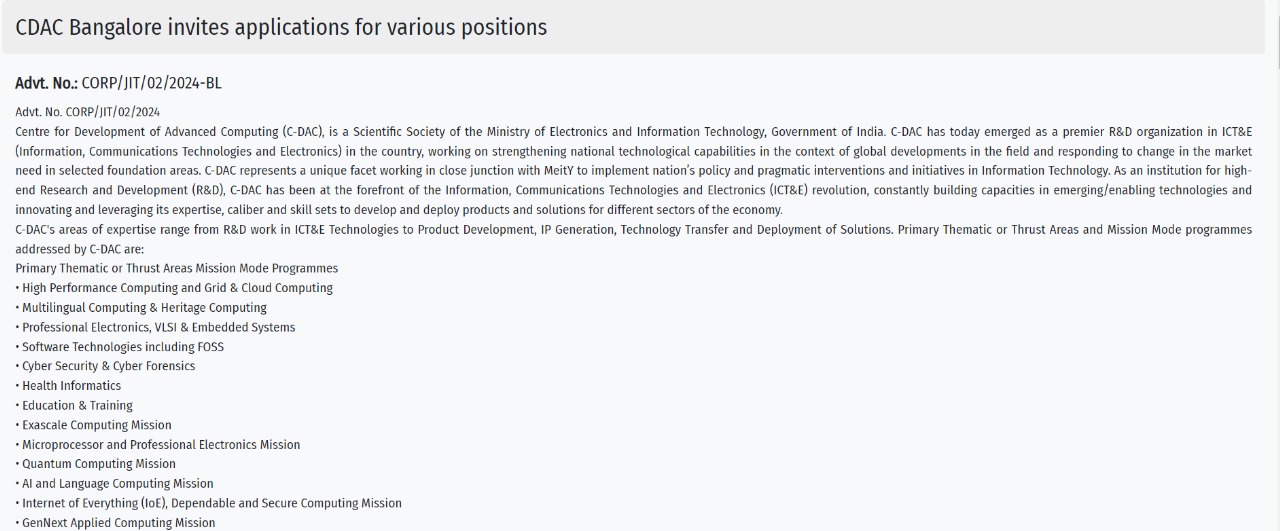 CDAC Bangalore invites applications for various positions
Advt. No.: CORP/JIT/02/2024-BL
Advt. No. CORP/JIT/02/2024
Centre for Development of Advanced Computing (C-DAC), is a Scientific Society of the Ministry of Electronics and Information Technology, Government of India. C-DAC has today emerged as a premier R&D organization in ICT&E
(Information, Communications Technologies and Electronics) in the country, working on strengthening national technological capabilities in the context of global developments in the field and responding to change in the market
need in selected foundation areas. C-DAC represents a unique facet working in close junction with MeitY to implement nation's policy and pragmatic interventions and initiatives in Information Technology. As an institution for high-
end Research and Development (R&D), C-DAC has been at the forefront of the Information, Communications Technologies and Electronics (ICT&E) revolution, constantly building capacities in emerging/enabling technologies and
innovating and leveraging its expertise, caliber and skill sets to develop and deploy products and solutions for different sectors of the economy.
C-DAC's areas of expertise range from R&D work in ICT&E Technologies to Product Development, IP Generation, Technology Transfer and Deployment of Solutions. Primary Thematic or Thrust Areas and Mission Mode programmes
addressed by C-DAC are:
Primary Thematic or Thrust Areas Mission Mode Programmes
• High Performance Computing and Grid & Cloud Computing
• Multilingual Computing & Heritage Computing
• Professional Electronics, VLSI & Embedded Systems
• Software Technologies including FOSS
• Cyber Security & Cyber Forensics
• Health Informatics
• Education & Training
• Exascale Computing Mission
• Microprocessor and Professional Electronics Mission
• Quantum Computing Mission
• AI and Language Computing Mission
• Internet of Everything (IoE), Dependable and Secure Computing Mission
• GenNext Applied Computing Mission